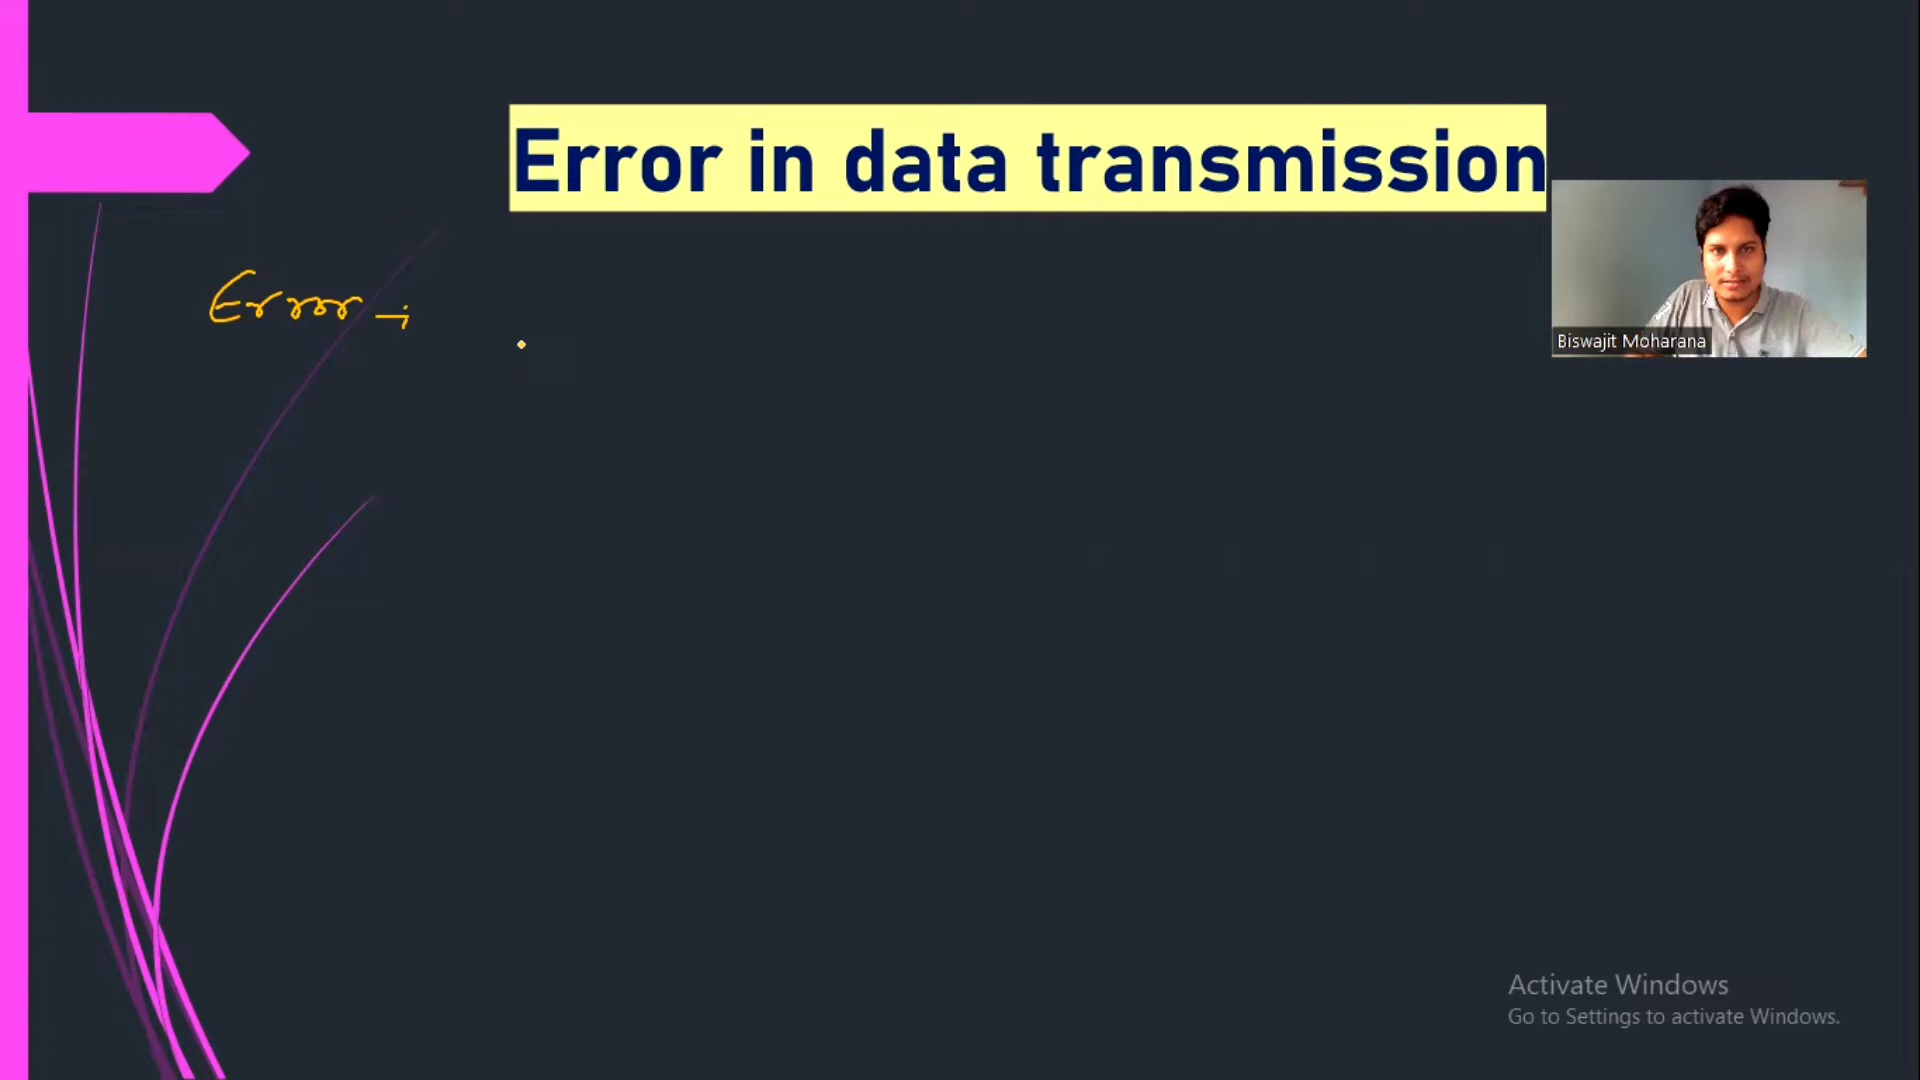 Error in data transmission
Error -;
Biswajit Moharana
Activate Windows
Go to Settings to activate Windows.